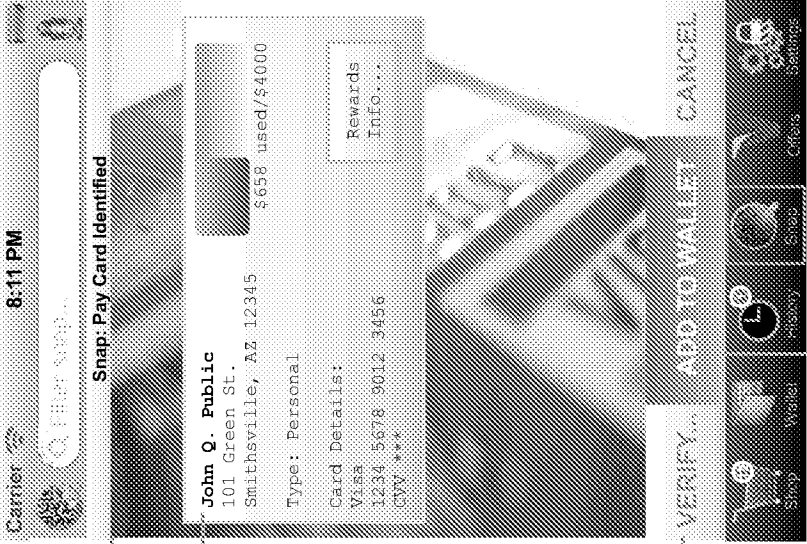 Carrier 8:11 PM
Filter app...
Snap: Pay Card Identified
John Q. Public
101 Green St.
Smithsville, AZ 12345
$658 used/$4000
Type: Personal
Card Details:
Visa
1234 5678 9012 3456
CVV ***
Rewards
Info...
VERIFY... ADD TO WALLET CANCEL
Shop Wallet History Snap Offers Settings